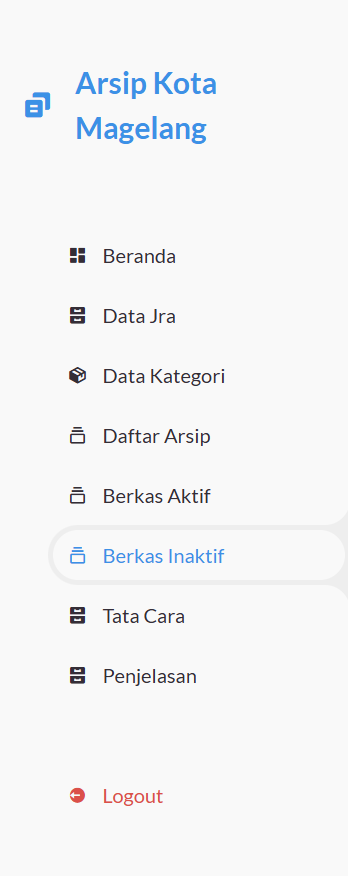 Arsip Kota
Magelang
Beranda
Data Jra
Data Kategori
Daftar Arsip
Berkas Aktif
Berkas Inaktif
Tata Cara
Penjelasan
Logout